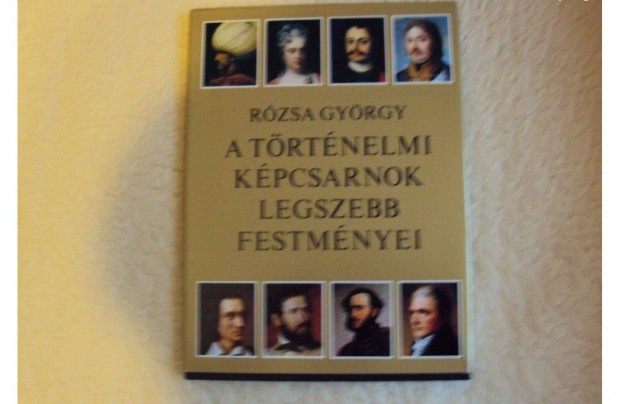 RÓZSA GYÖRGY
A TÖRTÉNELMI
KÉPCSARNOK
LEGSZEBB
FESTMÉNYEI